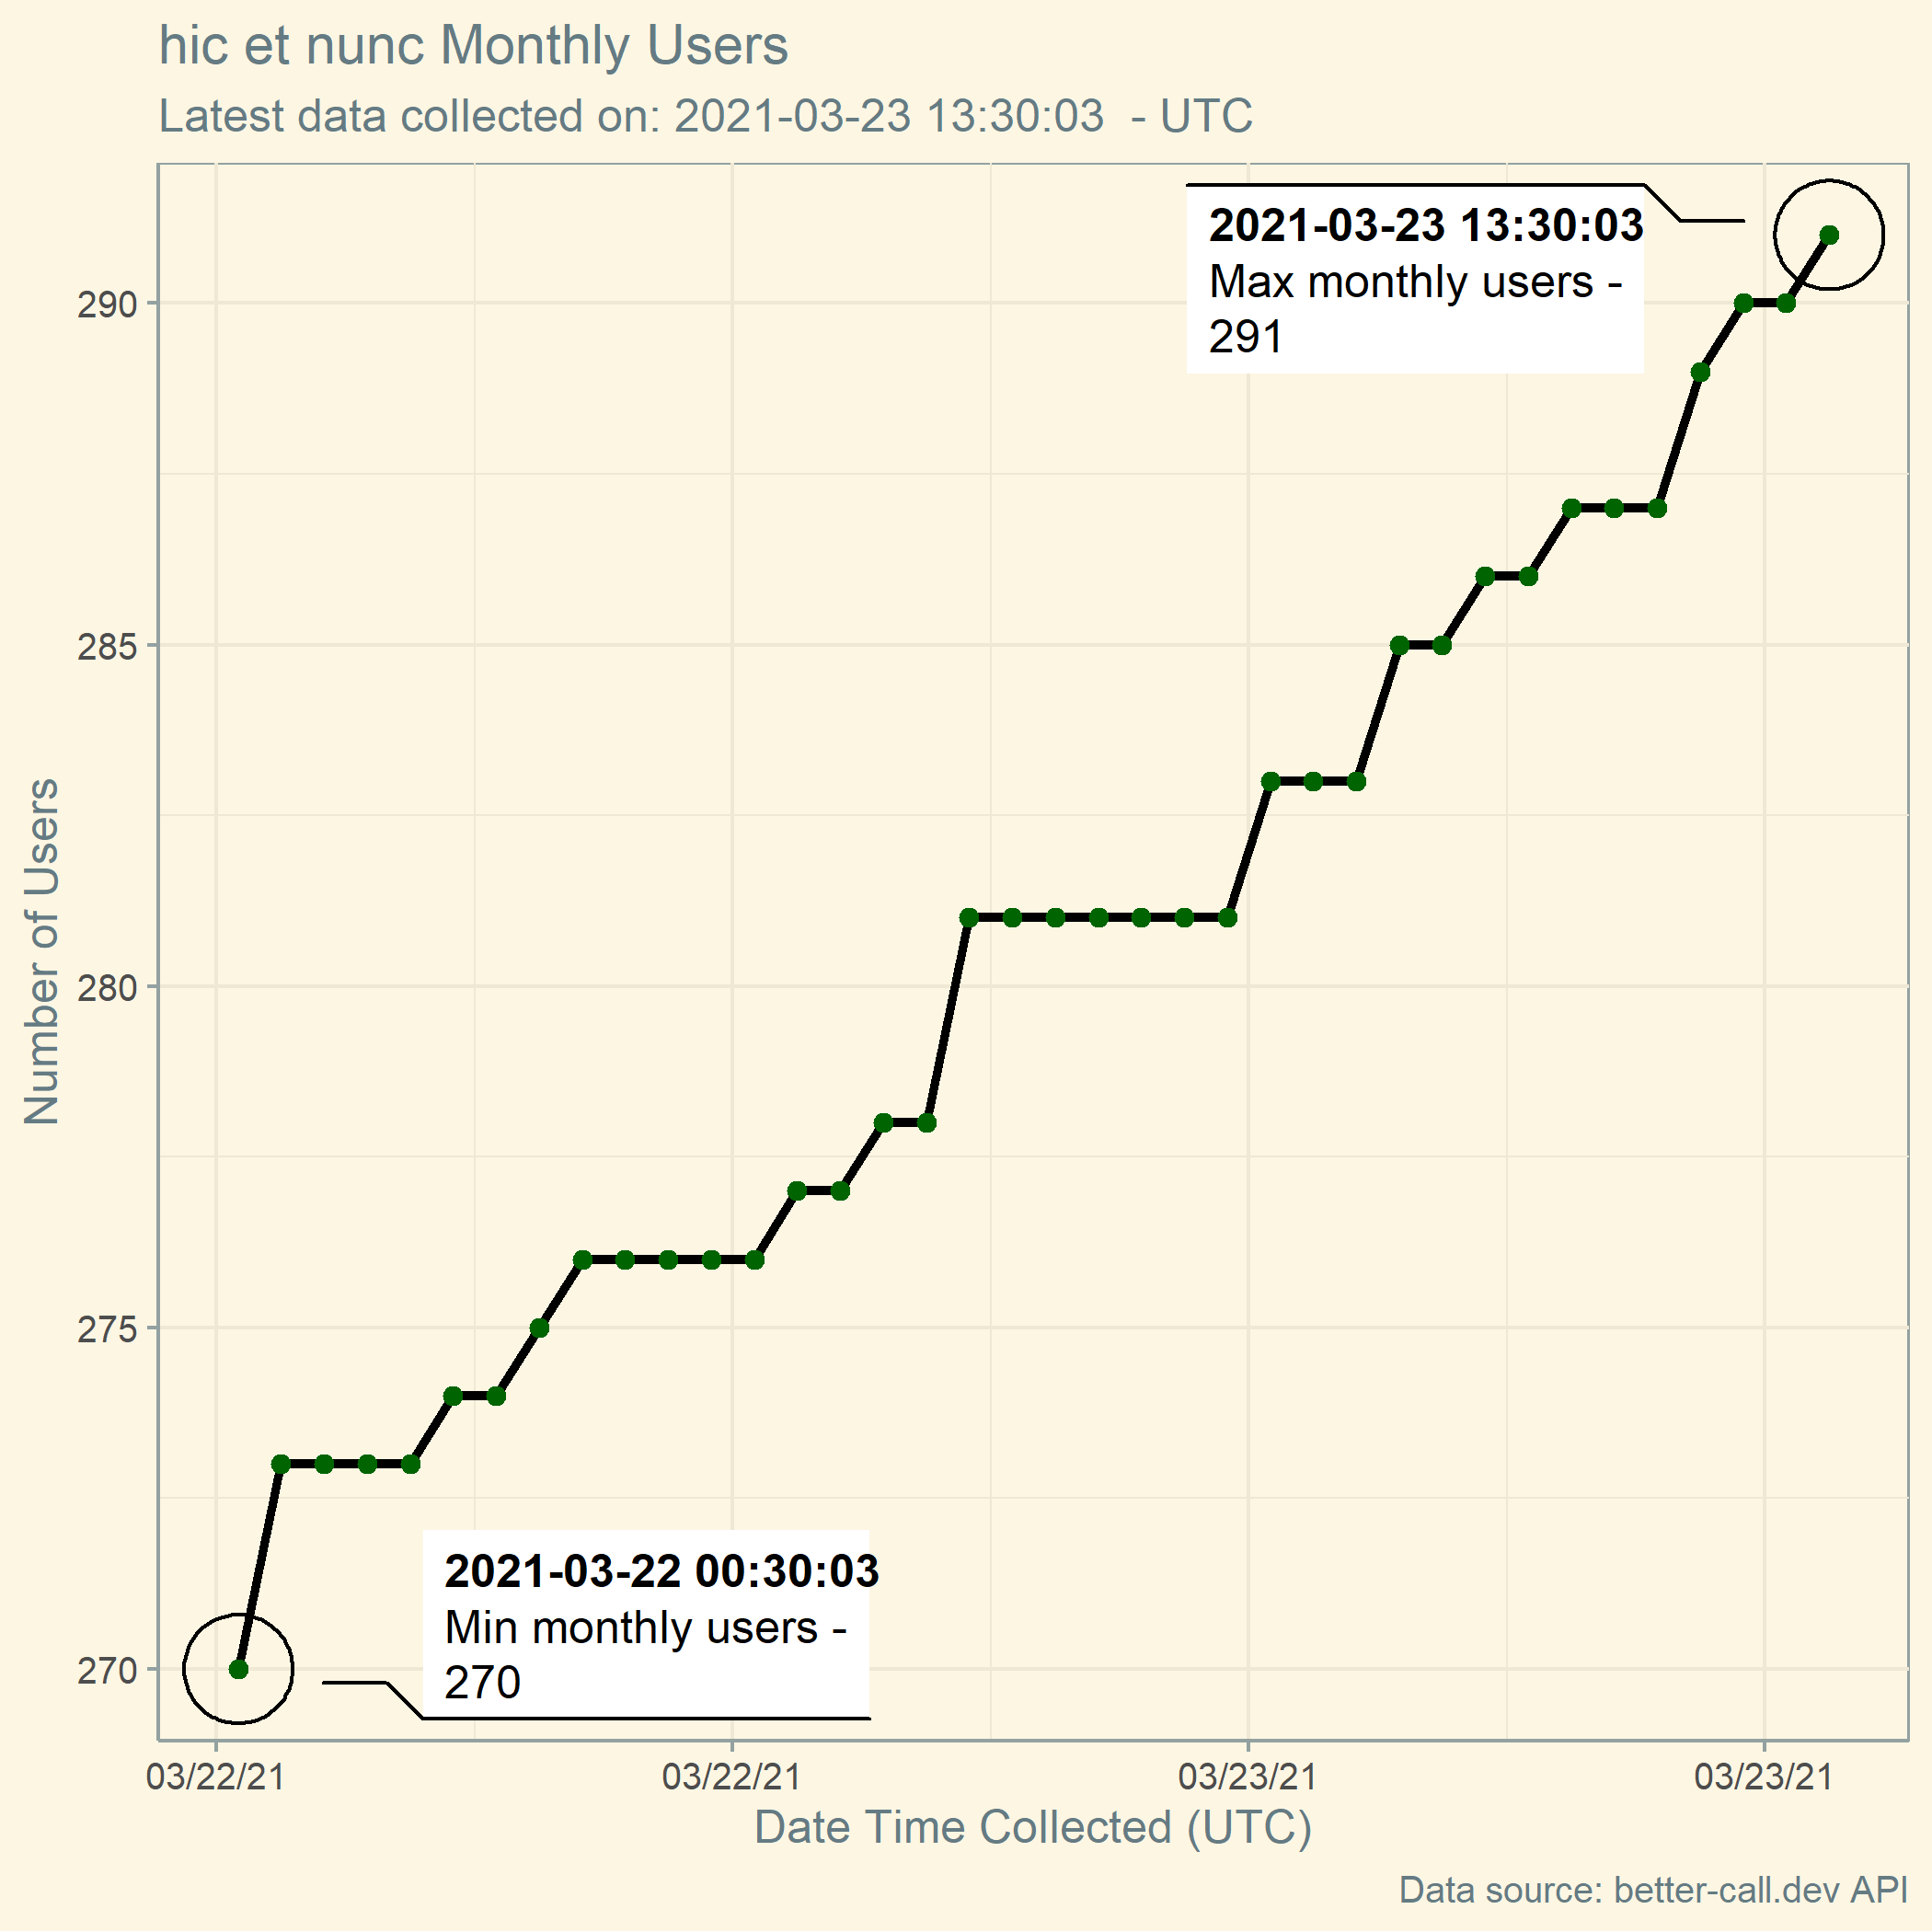 hic et nunc Monthly Users
Latest data collected on: 2021-03-23 13:30:03  - UTC
2021-03-23 13:30:03
Max monthly users -
291
290
285
280
275
270
Number of Users
2021-03-22 00:30:03
Min monthly users -
270
03/22/21
03/22/21
03/23/21
03/23/21
Date Time Collected (UTC)
Data source: better-call.dev API